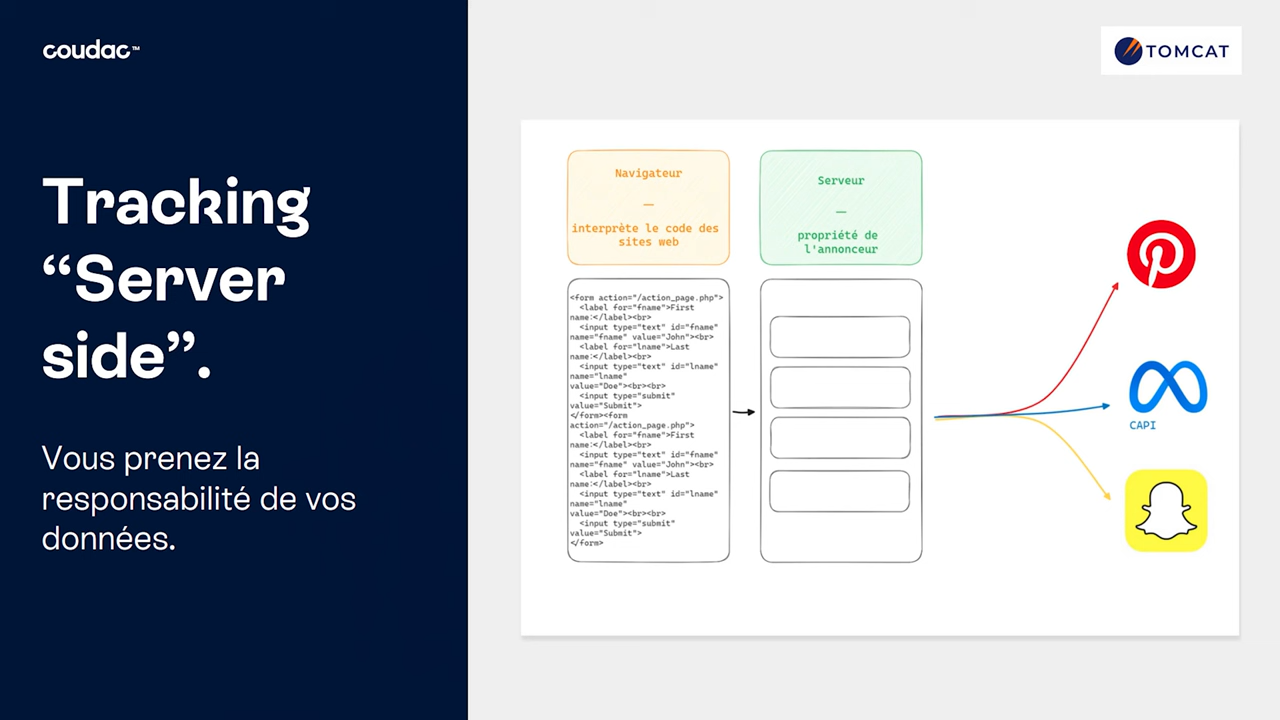 coudac™
TOMCAT
Tracking
“Server
side”.
Vous prenez la
responsabilité de vos
données.
Navigateur
—
interprète le code des
sites web
Serveur
—
propriété de
l'annonceur
<form action="/action_page.php">
<label for="fname">First
name:</label><br>
<input type="text" id="fname"
name="fname" value="John"><br>
<label for="lname">Last
name:</label><br>
<input type="text" id="lname"
name="lname"
value="Doe"><br><br>
<input type="submit"
value="Submit">
</form><form
action="/action_page.php">
<label for="fname">First
name:</label><br>
<input type="text" id="fname"
name="fname" value="John"><br>
<label for="lname">Last
name:</label><br>
<input type="text" id="lname"
name="lname"
value="Doe"><br><br>
<input type="submit"
value="Submit">
</form>
CAPI